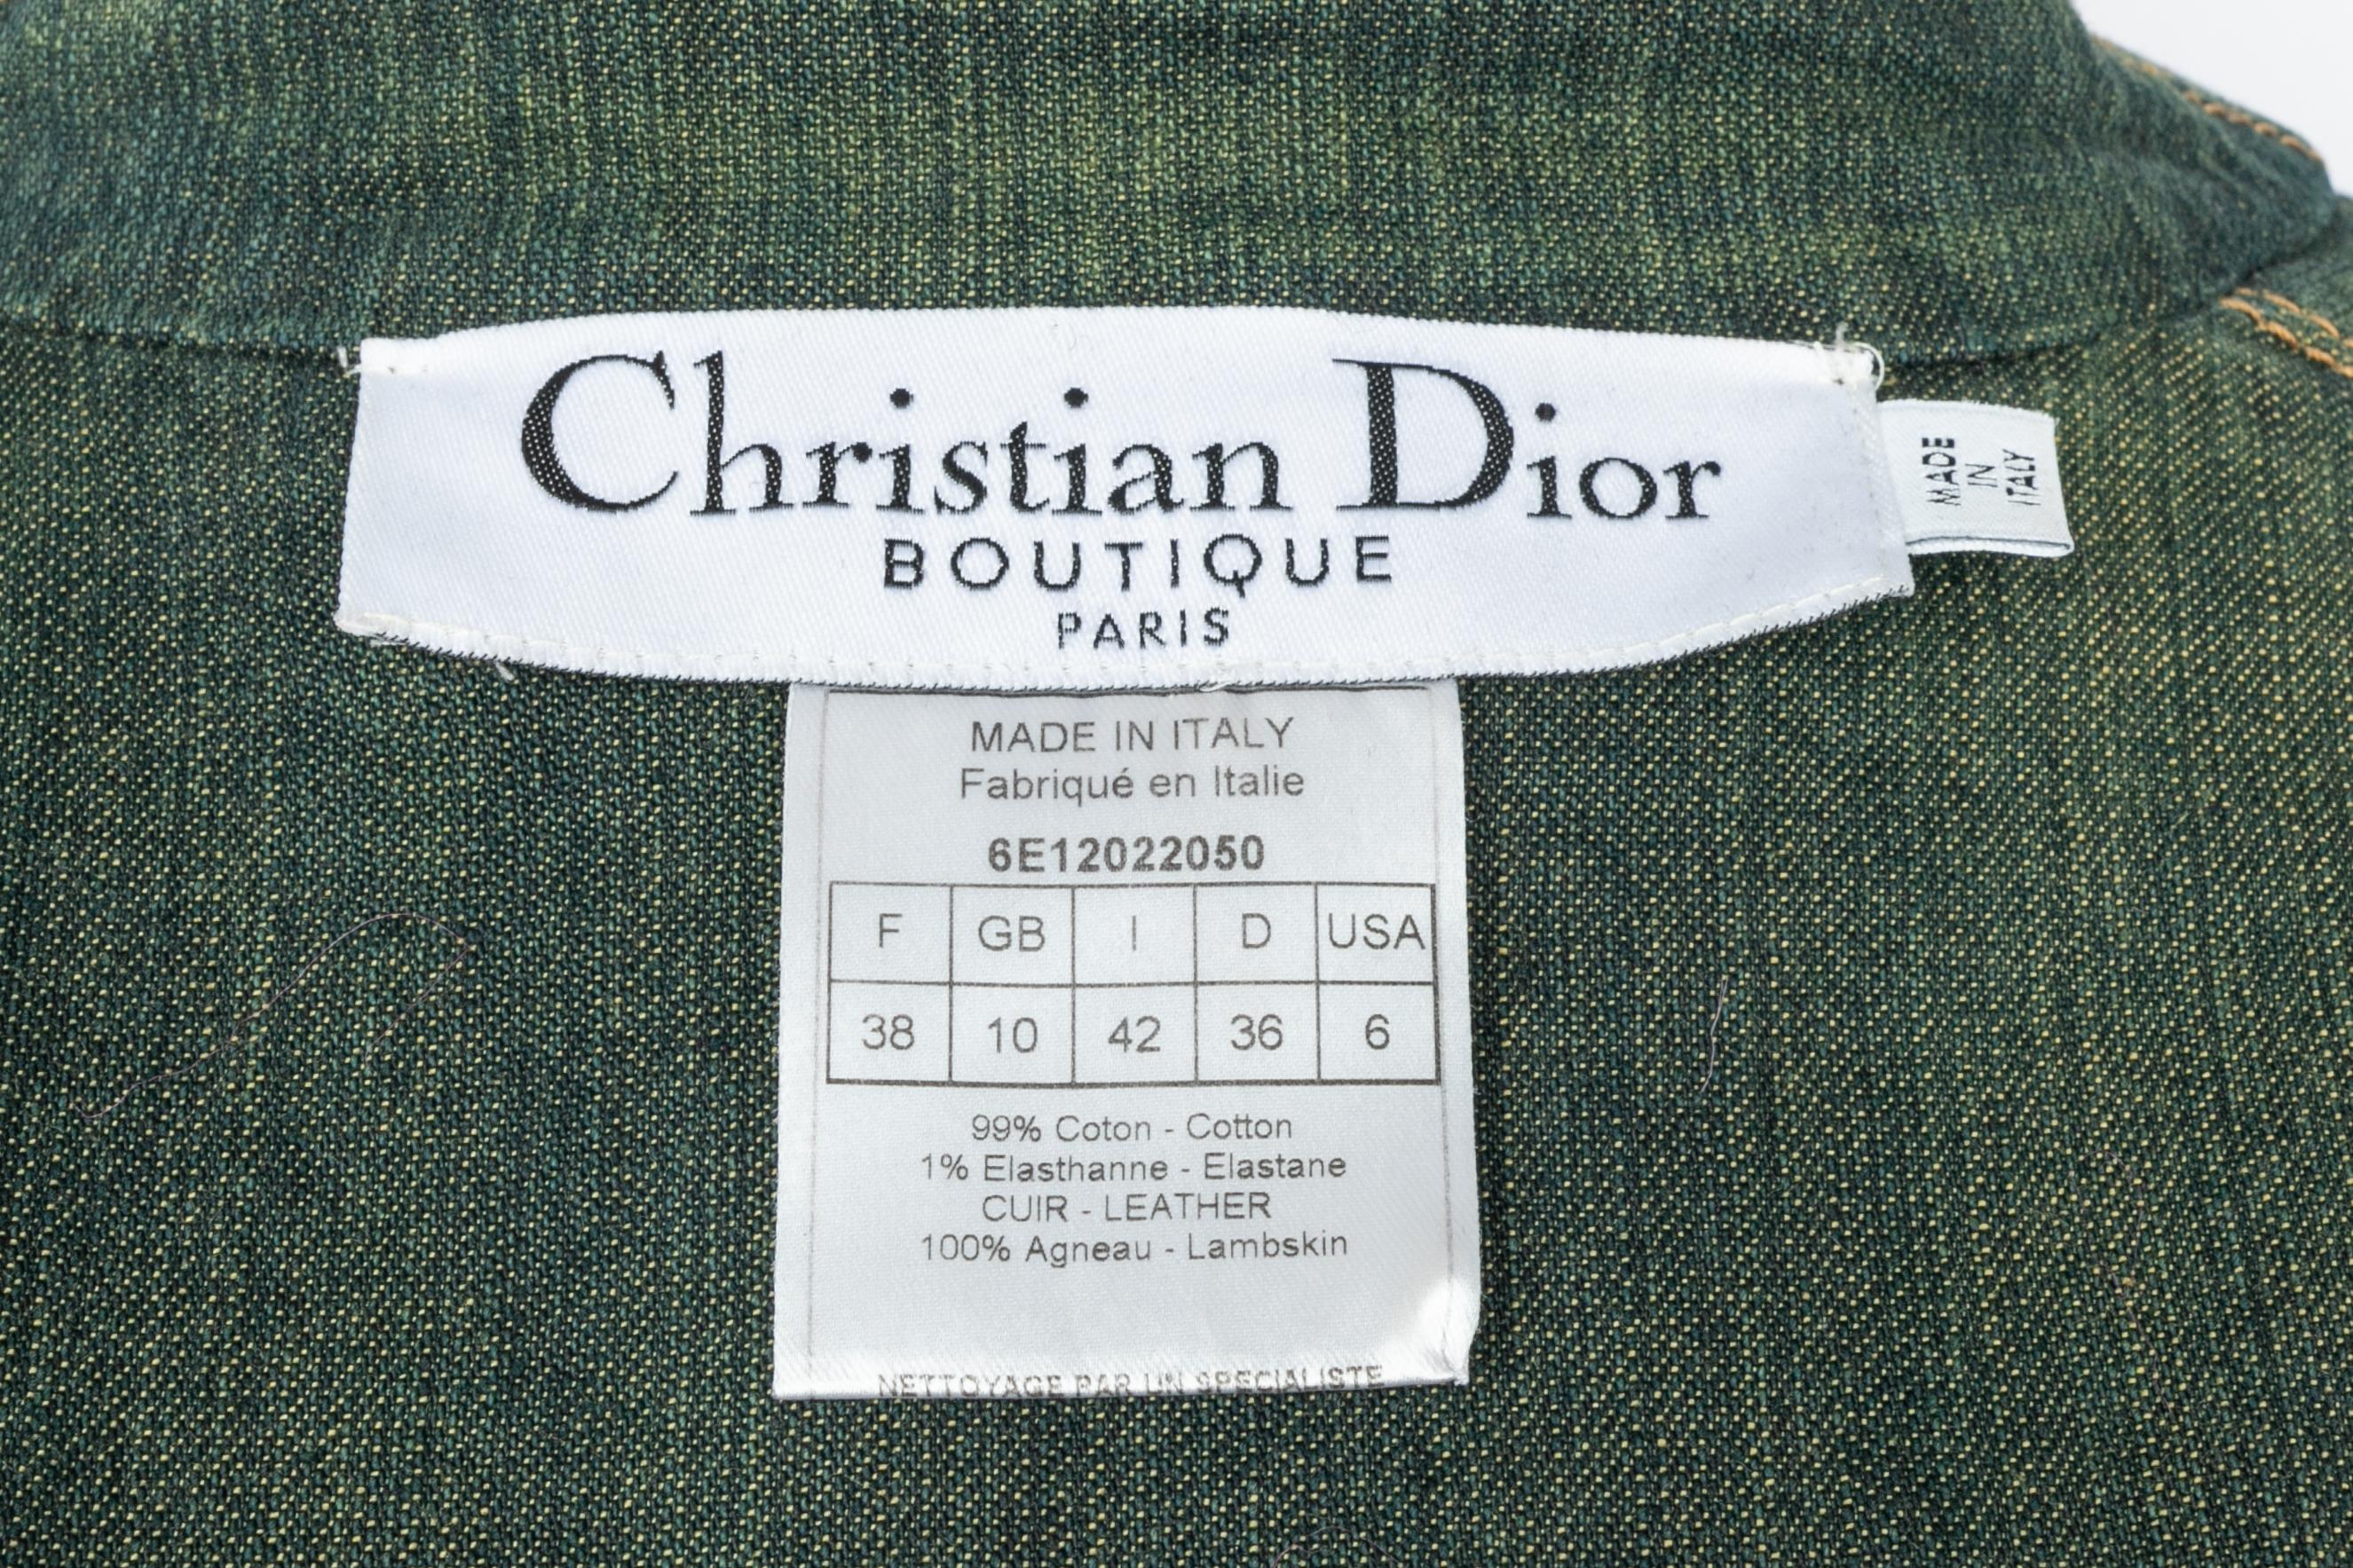 Christian Dior
BOUTIQUE
PARIS
MADE
IN
ITALY
MADE IN ITALY
Fabriqué en Italie
6E12022050
F GB I D USA
38 10 42 36 6
99% Coton - Cotton
1% Elasthanne - Elastane
CUIR - LEATHER
100% Agneau - Lambskin
NETTOYAGE PAR UN SPECIALISTE